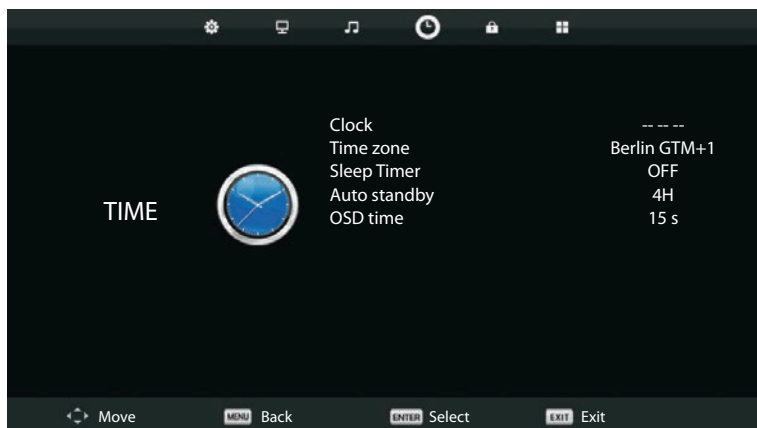 Clock -- -- --
Time zone Berlin GTM+1
Sleep Timer OFF
Auto standby 4H
TIME
OSD time 15 s
Move MENU Back ENTER Select EXIT Exit